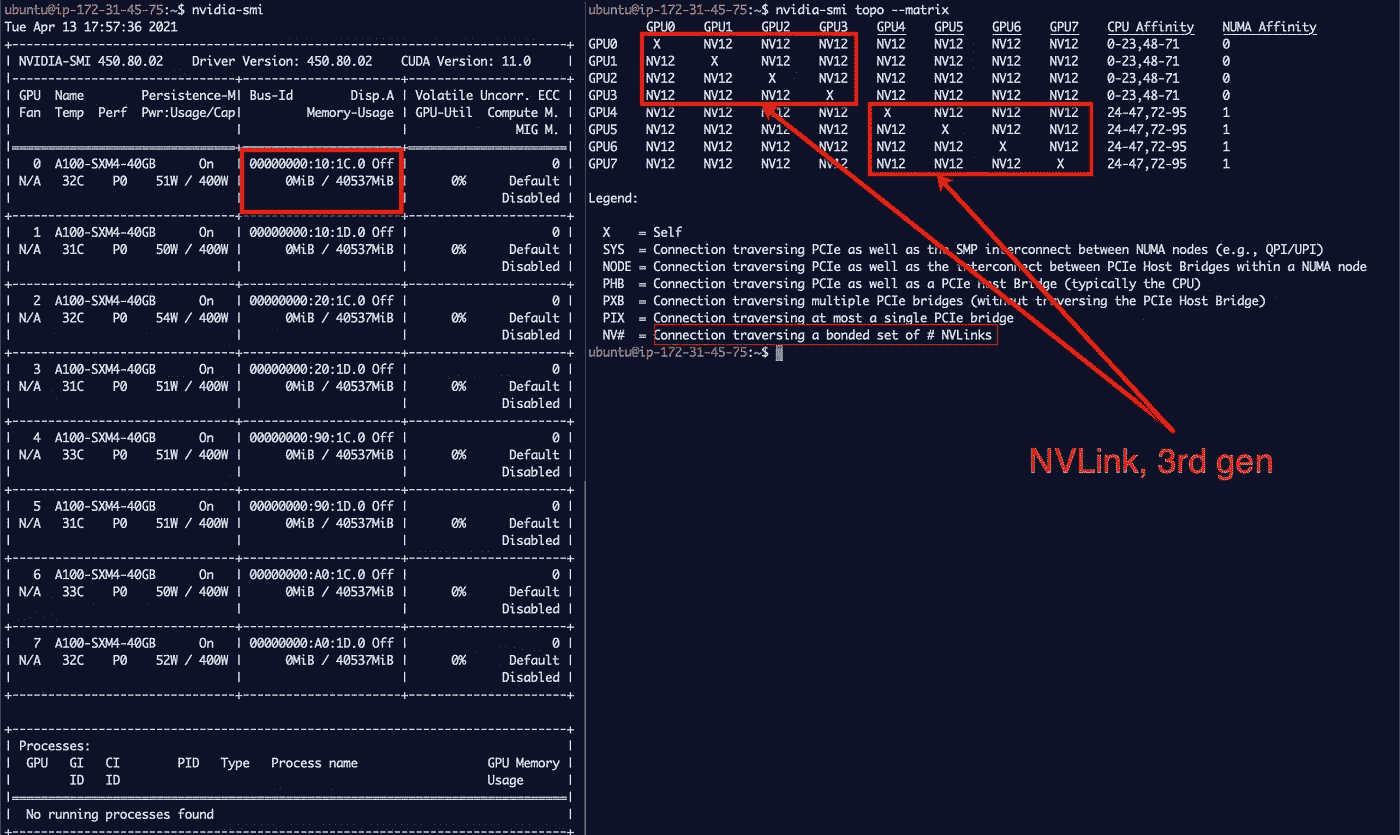 ubuntu@ip-172-31-45-75:~$ nvidia-smi
Tue Apr 13 17:57:36 2021
+-----------------------------------------------------------------------------+
| NVIDIA-SMI 450.80.02    Driver Version: 450.80.02    CUDA Version: 11.0     |
|-------------------------------+----------------------+----------------------+
| GPU  Name        Persistence-M| Bus-Id        Disp.A | Volatile Uncorr. ECC |
| Fan  Temp  Perf  Pwr:Usage/Cap|         Memory-Usage | GPU-Util  Compute M. |
|                               |                      |               MIG M. |
|===============================+======================+======================|
|   0  A100-SXM4-40GB      On   | 00000000:10:1C.0 Off |                    0 |
| N/A   32C    P0    51W / 400W |      0MiB / 40537MiB |      0%      Default |
|                               |                      |             Disabled |
+-------------------------------+----------------------+----------------------+
|   1  A100-SXM4-40GB      On   | 00000000:10:1D.0 Off |                    0 |
| N/A   31C    P0    50W / 400W |      0MiB / 40537MiB |      0%      Default |
|                               |                      |             Disabled |
+-------------------------------+----------------------+----------------------+
|   2  A100-SXM4-40GB      On   | 00000000:20:1C.0 Off |                    0 |
| N/A   32C    P0    54W / 400W |      0MiB / 40537MiB |      0%      Default |
|                               |                      |             Disabled |
+-------------------------------+----------------------+----------------------+
|   3  A100-SXM4-40GB      On   | 00000000:20:1D.0 Off |                    0 |
| N/A   31C    P0    51W / 400W |      0MiB / 40537MiB |      0%      Default |
|                               |                      |             Disabled |
+-------------------------------+----------------------+----------------------+
|   4  A100-SXM4-40GB      On   | 00000000:90:1C.0 Off |                    0 |
| N/A   33C    P0    51W / 400W |      0MiB / 40537MiB |      0%      Default |
|                               |                      |             Disabled |
+-------------------------------+----------------------+----------------------+
|   5  A100-SXM4-40GB      On   | 00000000:90:1D.0 Off |                    0 |
| N/A   31C    P0    51W / 400W |      0MiB / 40537MiB |      0%      Default |
|                               |                      |             Disabled |
+-------------------------------+----------------------+----------------------+
|   6  A100-SXM4-40GB      On   | 00000000:A0:1C.0 Off |                    0 |
| N/A   33C    P0    50W / 400W |      0MiB / 40537MiB |      0%      Default |
|                               |                      |             Disabled |
+-------------------------------+----------------------+----------------------+
|   7  A100-SXM4-40GB      On   | 00000000:A0:1D.0 Off |                    0 |
| N/A   32C    P0    52W / 400W |      0MiB / 40537MiB |      0%      Default |
|                               |                      |             Disabled |
+-------------------------------+----------------------+----------------------+
+-----------------------------------------------------------------------------+
| Processes:                                                                  |
|  GPU   GI   CI        PID   Type   Process name                  GPU Memory |
|        ID   ID                                                   Usage      |
|=============================================================================|
|  No running processes found                                                 |
+-----------------------------------------------------------------------------+
ubuntu@ip-172-31-45-75:~$ nvidia-smi topo --matrix
        GPU0    GPU1    GPU2    GPU3    GPU4    GPU5    GPU6    GPU7    CPU Affinity    NUMA Affinity
GPU0     X      NV12    NV12    NV12    NV12    NV12    NV12    NV12    0-23,48-71      0
GPU1    NV12     X      NV12    NV12    NV12    NV12    NV12    NV12    0-23,48-71      0
GPU2    NV12    NV12     X      NV12    NV12    NV12    NV12    NV12    0-23,48-71      0
GPU3    NV12    NV12    NV12     X      NV12    NV12    NV12    NV12    0-23,48-71      0
GPU4    NV12    NV12    NV12    NV12     X      NV12    NV12    NV12    24-47,72-95     1
GPU5    NV12    NV12    NV12    NV12    NV12     X      NV12    NV12    24-47,72-95     1
GPU6    NV12    NV12    NV12    NV12    NV12    NV12     X      NV12    24-47,72-95     1
GPU7    NV12    NV12    NV12    NV12    NV12    NV12    NV12     X      24-47,72-95     1
Legend:
  X    = Self
  SYS  = Connection traversing PCIe as well as the SMP interconnect between NUMA nodes (e.g., QPI/UPI)
  NODE = Connection traversing PCIe as well as the interconnect between PCIe Host Bridges within a NUMA node
  PHB  = Connection traversing PCIe as well as a PCIe Host Bridge (typically the CPU)
  PXB  = Connection traversing multiple PCIe bridges (without traversing the PCIe Host Bridge)
  PIX  = Connection traversing at most a single PCIe bridge
  NV#  = Connection traversing a bonded set of # NVLinks
ubuntu@ip-172-31-45-75:~$
NVLink, 3rd gen